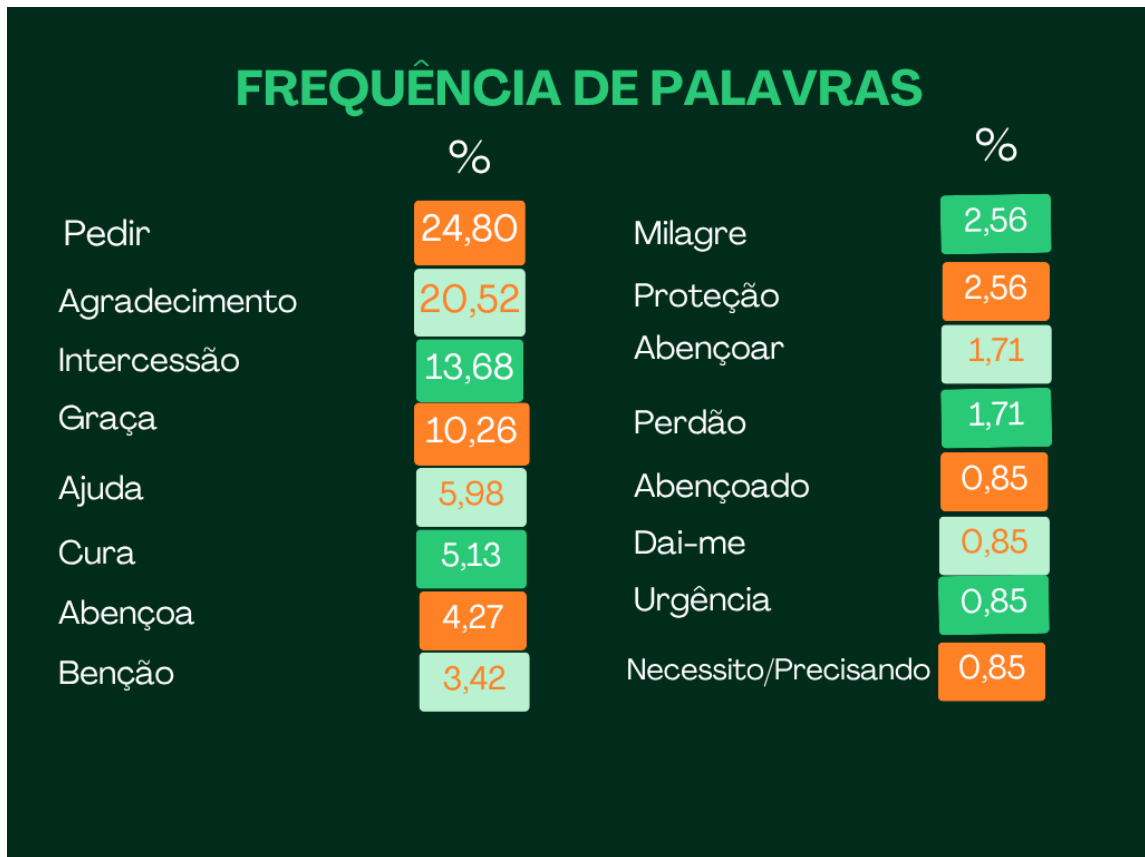 FREQUÊNCIA DE PALAVRAS
%
Pedir 24,80
Agradecimento 20,52
Intercessão 13,68
Graça 10,26
Ajuda 5,98
Cura 5,13
Abençoa 4,27
Benção 3,42
%
Milagre 2,56
Proteção 2,56
Abençoar 1,71
Perdão 1,71
Abençoado 0,85
Dai-me 0,85
Urgência 0,85
Necessito/Precisando 0,85